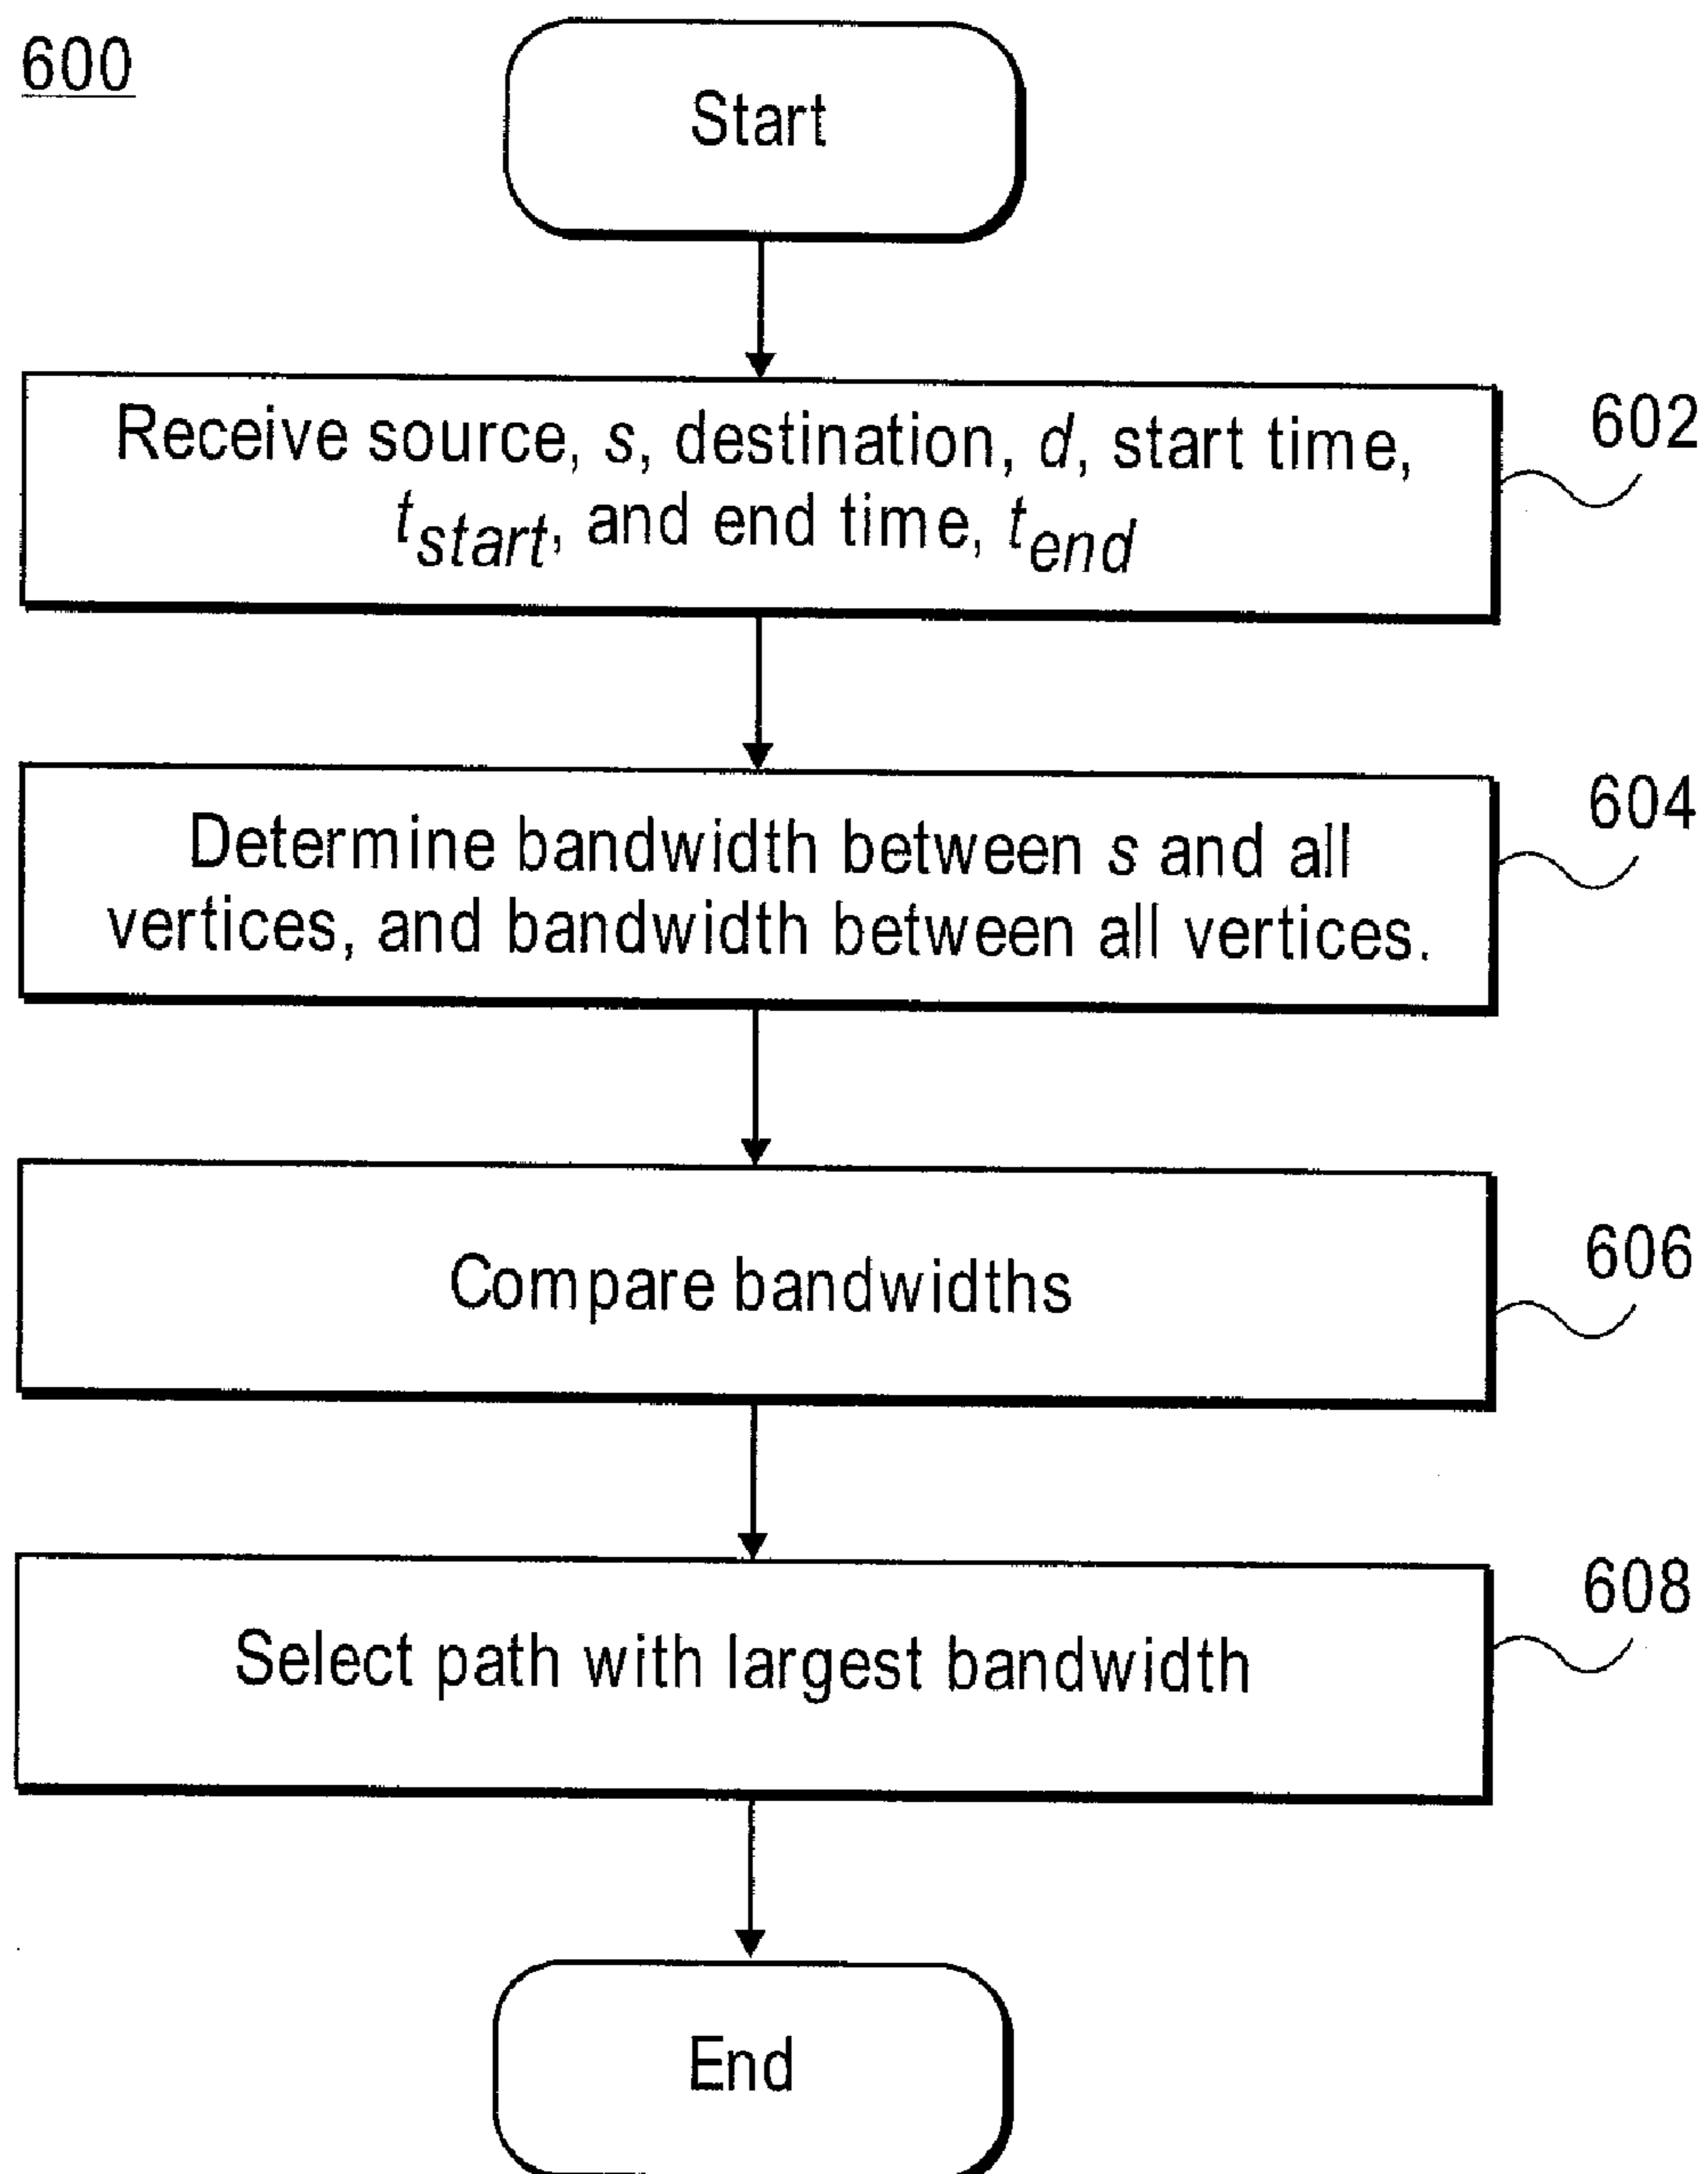 600
Start
Receive source, s, destination, d, start time,
tstart, and end time, tend
602
Determine bandwidth between s and all
vertices, and bandwidth between all vertices.
604
Compare bandwidths
606
Select path with largest bandwidth
608
End